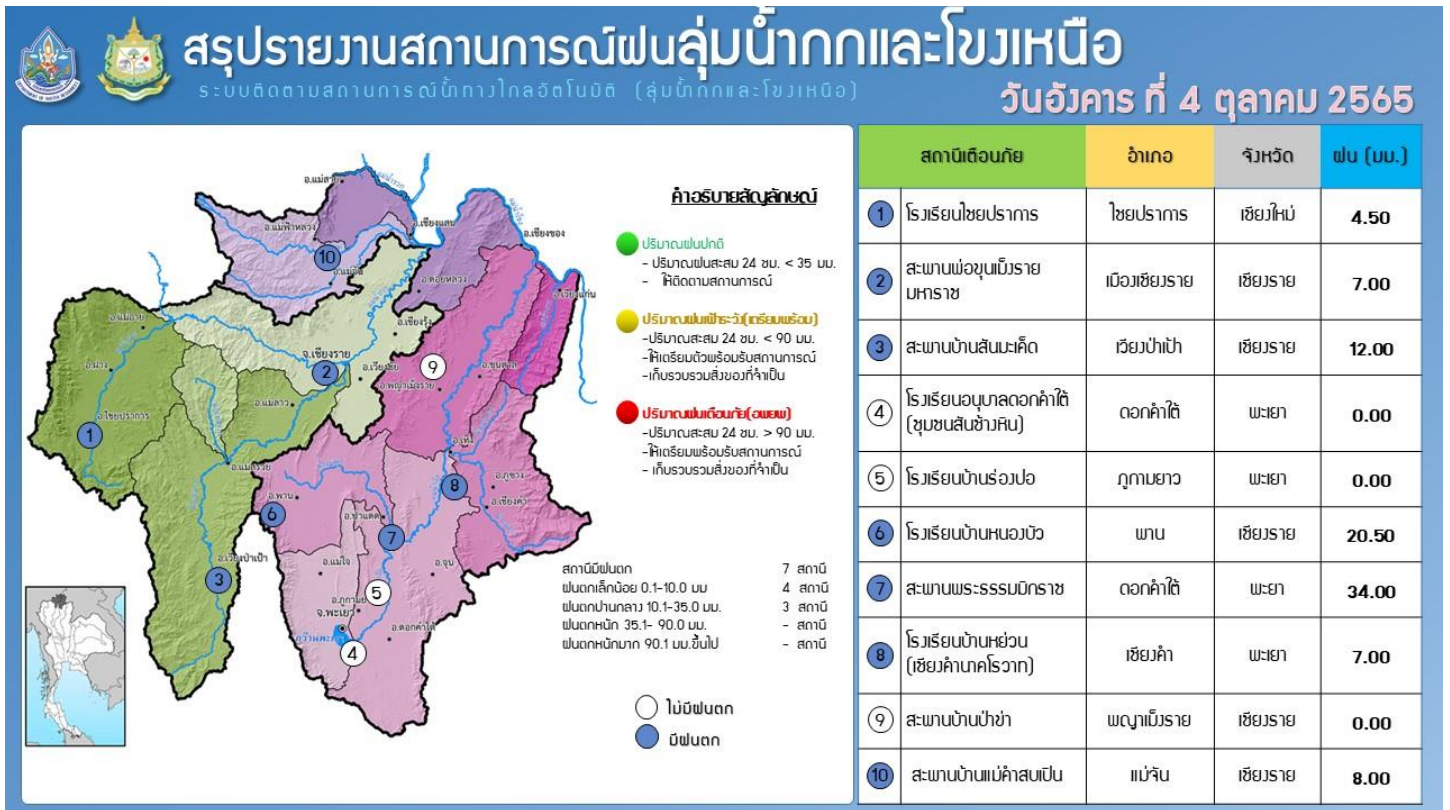 สรุปรายงานสถานการณ์ฝนลุ่มน้ำกกและโขงเหนือ
ระบบติดตามสถานการณ์น้ำทางไกลอัตโนมัติ (ลุ่มน้ำกกและโขงเหนือ)
วันอังคาร ที่ 4 ตุลาคม 2565
อ.แม่สาย
อ.แม่ฟ้าหลวง
อ.เชียงแสน
อ.เชียงของ
10
อ.แม่จัน
อ.ดอยหลวง
อ.เวียงแก่น
อ.แม่อาย
อ.เชียงรุ้ง
จ.เชียงราย
อ.ฝาง
2
อ.เวียงชัย
9
อ.ขุนตาล
อ.พญาเม็งราย
อ.แม่ลาว
อ.ไชยปราการ
1
อ.เทิง
อ.แม่สรวย
8
อ.ภูซาง
อ.พาน
อ.เชียงคำ
6
อ.ป่าแดด
7
อ.เวียงป่าเป้า
อ.แม่ใจ
อ.จุน
3
5
อ.ภูกามย
จ.พะเยา
กว๊านพะเยา
อ.ดอกคำใต้
4
คำอธิบายสัญลักษณ์
ปริมาณฝนปกติ
- ปริมาณฝนสะสม 24 ชม. < 35 มม.
- ให้ติดตามสถานการณ์
ปริมาณฝนเฝ้าระวัง(เตรียมพร้อม)
-ปริมาณสะสม 24 ชม. < 90 มม.
-ให้เตรียมตัวพร้อมรับสถานการณ์
-เก็บรวบรวมสิ่งของที่จำเป็น
ปริมาณฝนเตือนภัย(อพยพ)
-ปริมาณสะสม 24 ชม. > 90 มม.
-ให้เตรียมพร้อมรับสถานการณ์
- เก็บรวบรวมสิ่งของที่จำเป็น
สถานีมีฝนตก 7 สถานี
ฝนตกเล็กน้อย 0.1-10.0 มม 4 สถานี
ฝนตกปานกลาง 10.1-35.0 มม. 3 สถานี
ฝนตกหนัก 35.1- 90.0 มม. - สถานี
ฝนตกหนักมาก 90.1 มม.ขึ้นไป - สถานี
ไม่มีฝนตก
มีฝนตก
สถานีเตือนภัย อำเภอ จังหวัด ฝน (มม.)
1 โรงเรียนไชยปราการ ไชยปราการ เชียงใหม่ 4.50
2 สะพานพ่อขุนเม็งราย
มหาราช เมืองเชียงราย เชียงราย 7.00
3 สะพานบ้านสันมะเค็ด เวียงป่าเป้า เชียงราย 12.00
4 โรงเรียนอนุบาลดอกคำใต้
(ชุมชนสันช้างหิน) ดอกคำใต้ พะเยา 0.00
5 โรงเรียนบ้านร่องปอ ภูกามยาว พะเยา 0.00
6 โรงเรียนบ้านหนองบัว พาน เชียงราย 20.50
7 สะพานพระธรรมมิกราช ดอกคำใต้ พะเยา 34.00
8 โรงเรียนบ้านหย่วน
(เชียงคำนาคโรวาท) เชียงคำ พะเยา 7.00
9 สะพานบ้านป่าข่า พญาเม็งราย เชียงราย 0.00
10 สะพานบ้านแม่คำสบเปิน แม่จัน เชียงราย 8.00